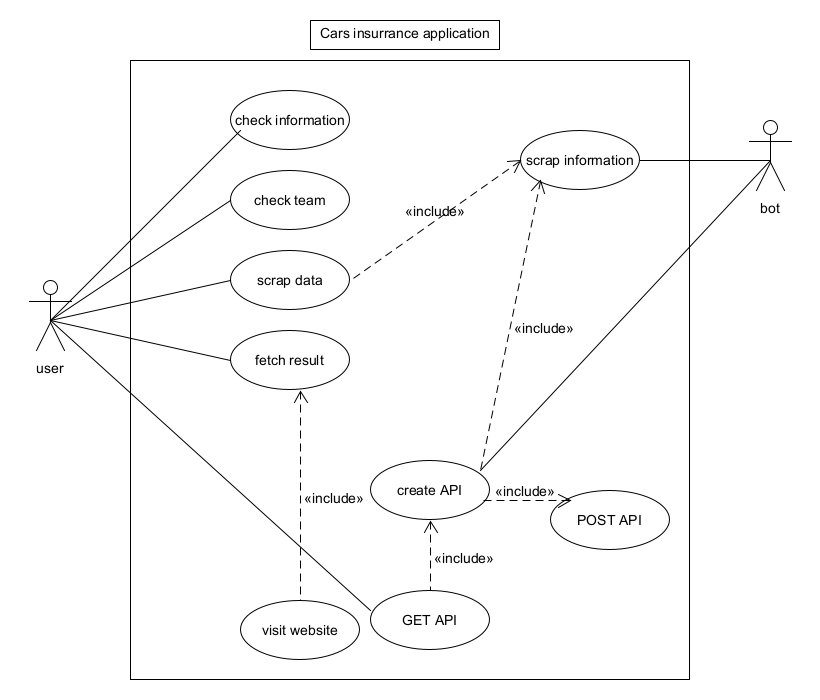 Cars insurrance application
check information
scrap information
check team
bot
«include»
scrap data
«include»
fetch result
user
create API
«include»
«include»
POST API
«include»
GET API
visit website